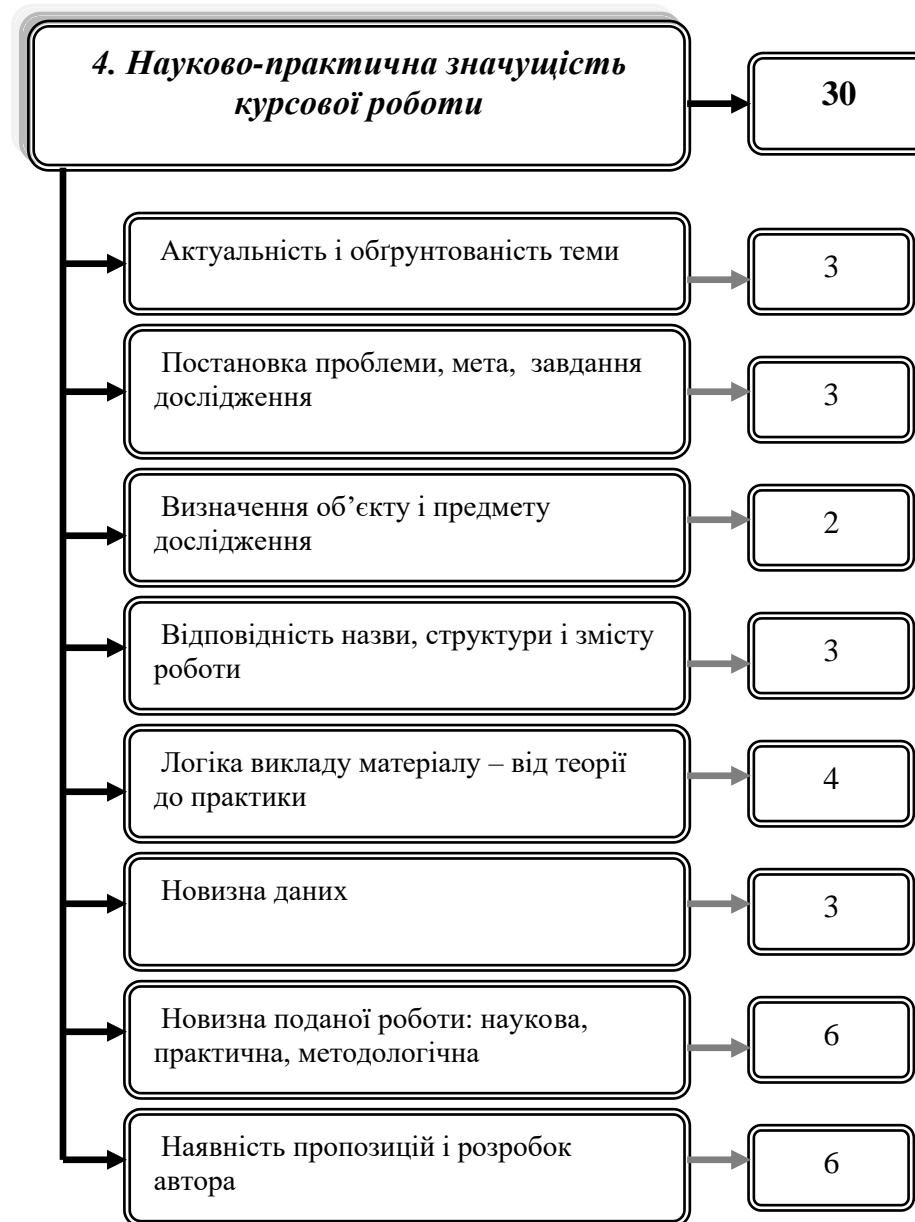 4. Науково-практична значущість
курсової роботи
30
Актуальність і обґрунтованість теми
3
Постановка проблеми, мета, завдання
дослідження
3
Визначення об’єкту і предмету
дослідження
2
Відповідність назви, структури і змісту
роботи
3
Логіка викладу матеріалу – від теорії
до практики
4
Новизна даних
3
Новизна поданої роботи: наукова,
практична, методологічна
6
Наявність пропозицій і розробок
автора
6